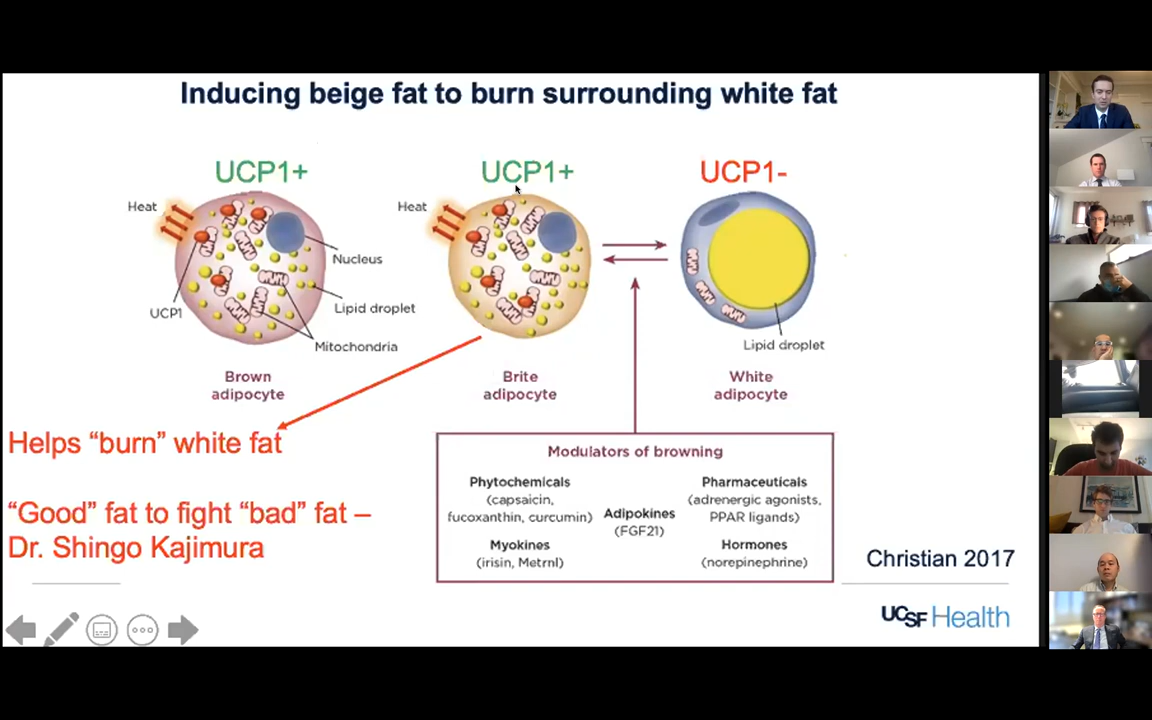 Inducing beige fat to burn surrounding white fat
UCP1+
UCP1+
UCP1-
Heat
Heat
Nucleus
UCP1
Lipid droplet
Mitochondria
Lipid droplet
Brown
adipocyte
Brite
adipocyte
White
adipocyte
Helps “burn” white fat
“Good” fat to fight “bad” fat –
Dr. Shingo Kajimura
Modulators of browning
Phytochemicals
(capsaicin,
fucoxanthin, curcumin)
Myokines
(irisin, Metrnl)
Adipokines
(FGF21)
Pharmaceuticals
(adrenergic agonists,
PPAR ligands)
Hormones
(norepinephrine)
Christian 2017
UCSF Health